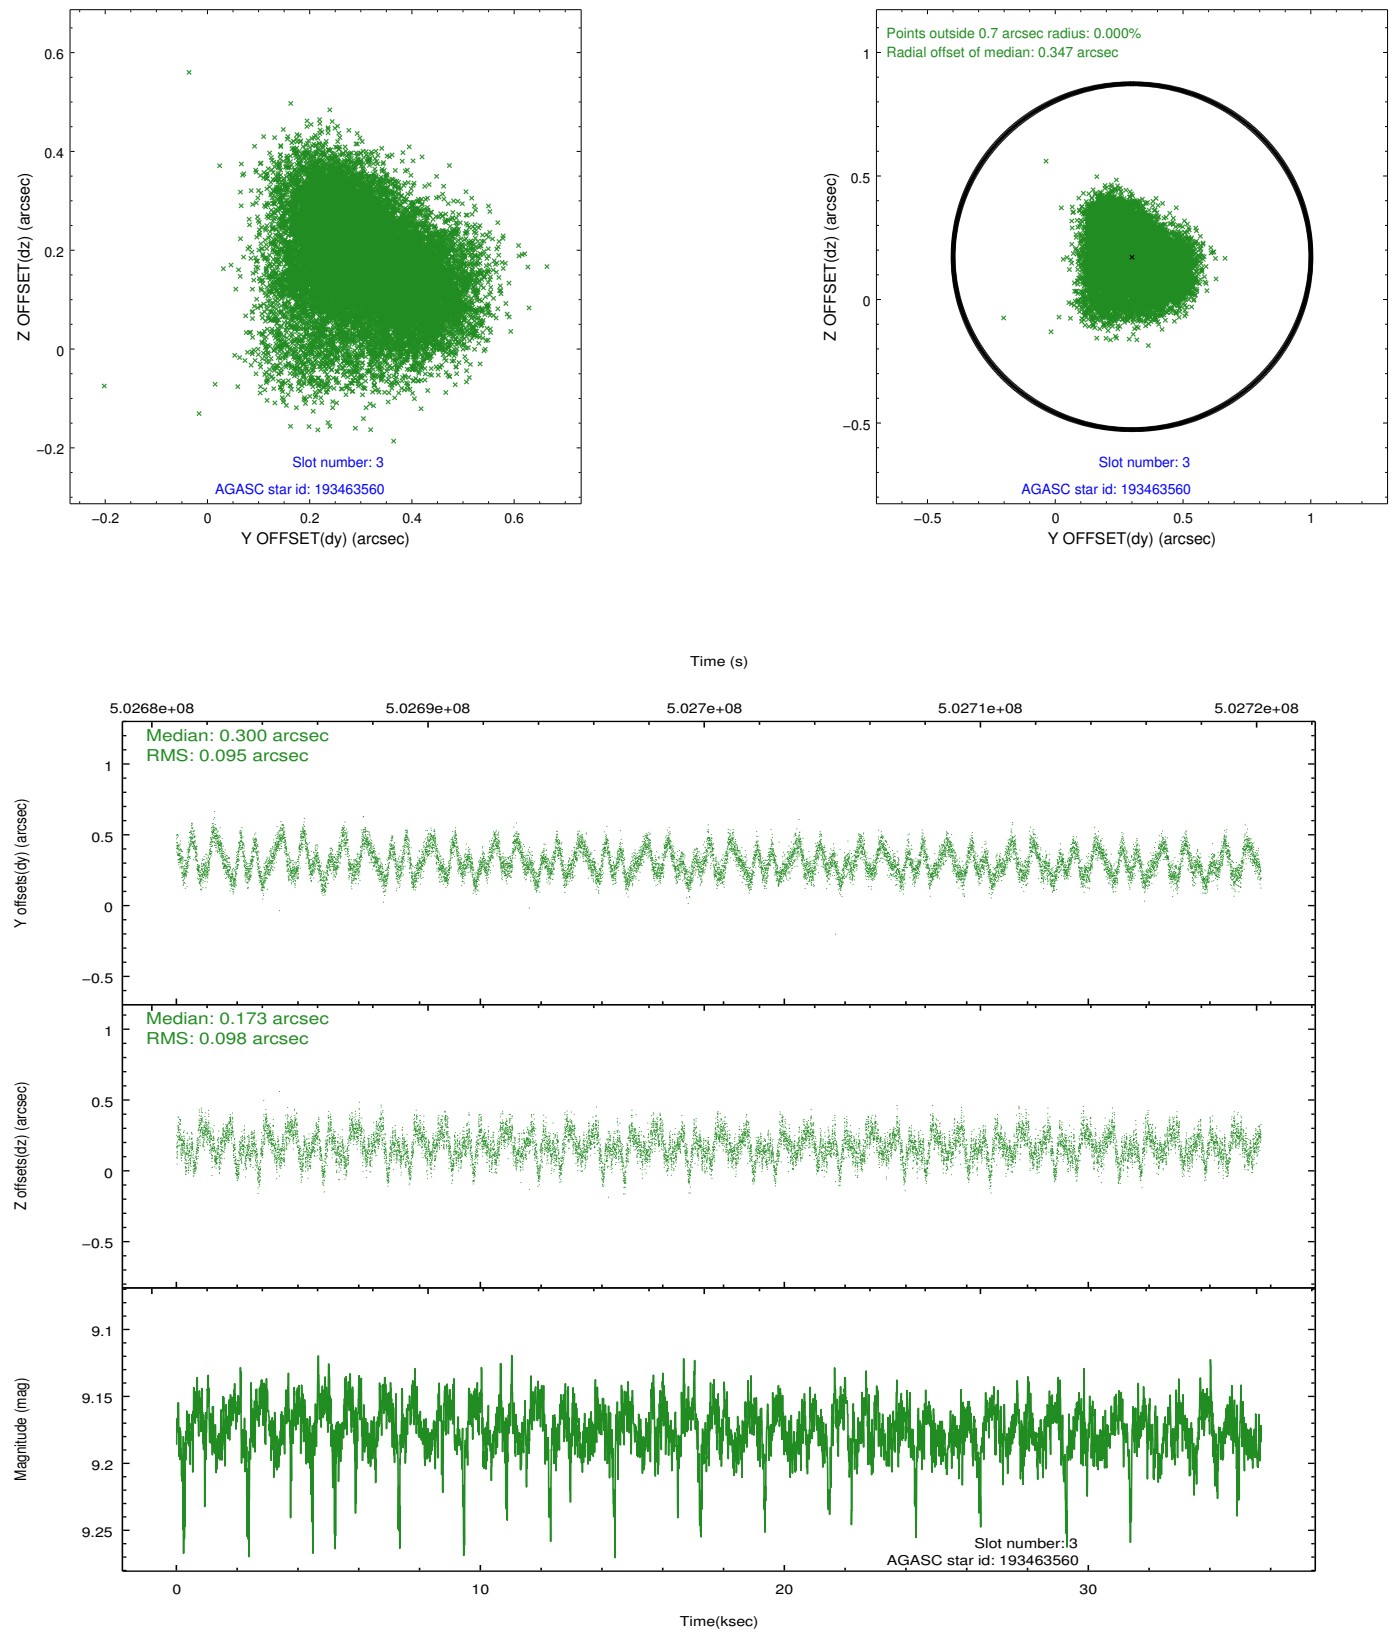 0.6
0.4
0.2
0
−0.2
Z OFFSET(dz) (arcsec)
Slot number: 3
AGASC star id: 193463560
−0.2 0 0.2 0.4 0.6
Y OFFSET(dy) (arcsec)
Points outside 0.7 arcsec radius: 0.000%
Radial offset of median: 0.347 arcsec
1
0.5
0
−0.5
Z OFFSET(dz) (arcsec)
Slot number: 3
AGASC star id: 193463560
−0.5 0 0.5 1
Y OFFSET(dy) (arcsec)
Time (s)
5.0268e+08 5.0269e+08 5.027e+08 5.0271e+08 5.0272e+08
Median: 0.300 arcsec
RMS: 0.095 arcsec
1
0.5
0
−0.5
Y offsets(dy) (arcsec)
Median: 0.173 arcsec
RMS: 0.098 arcsec
1
0.5
0
−0.5
Z offsets(dz) (arcsec)
9.1
9.15
9.2
9.25
Magnitude (mag)
Slot number: 3
AGASC star id: 193463560
0 10 20 30
Time(ksec)